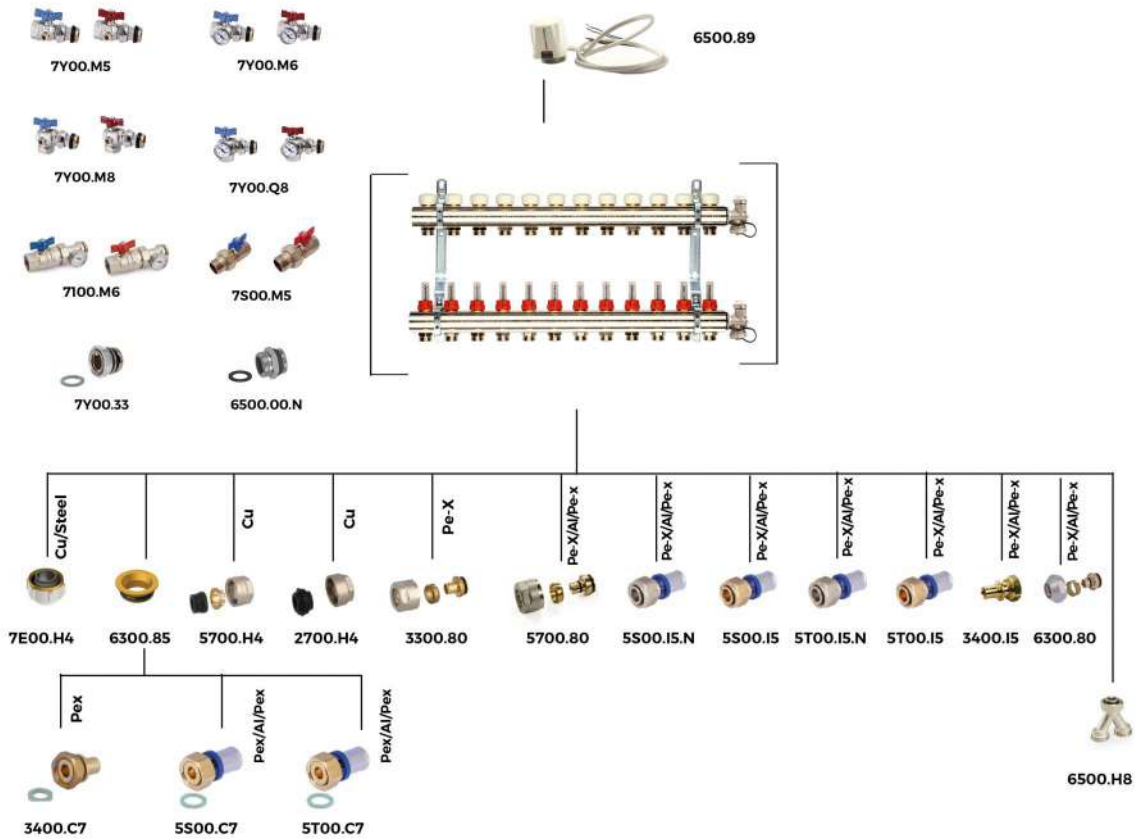 6500.89
7Y00.M5
7Y00.M6
7Y00.M8
7Y00.Q8
7100.M6
7S00.M5
7Y00.33
6500.00.N
Cu/Steel
Cu
Cu
Pe-X
Pe-X/Al/Pe-x
Pe-X/Al/Pe-x
Pe-X/Al/Pe-x
Pe-X/Al/Pe-x
Pe-X/Al/Pe-x
Pe-X/Al/Pe-x
Pe-X/Al/Pe-x
7E00.H4
6300.85
5700.H4
2700.H4
3300.80
5700.80
5S00.I5.N
5S00.I5
5T00.I5.N
5T00.I5
3400.I5
6300.80
Pex
Pex/Al/Pex
Pex/Al/Pex
6500.H8
3400.C7
5S00.C7
5T00.C7